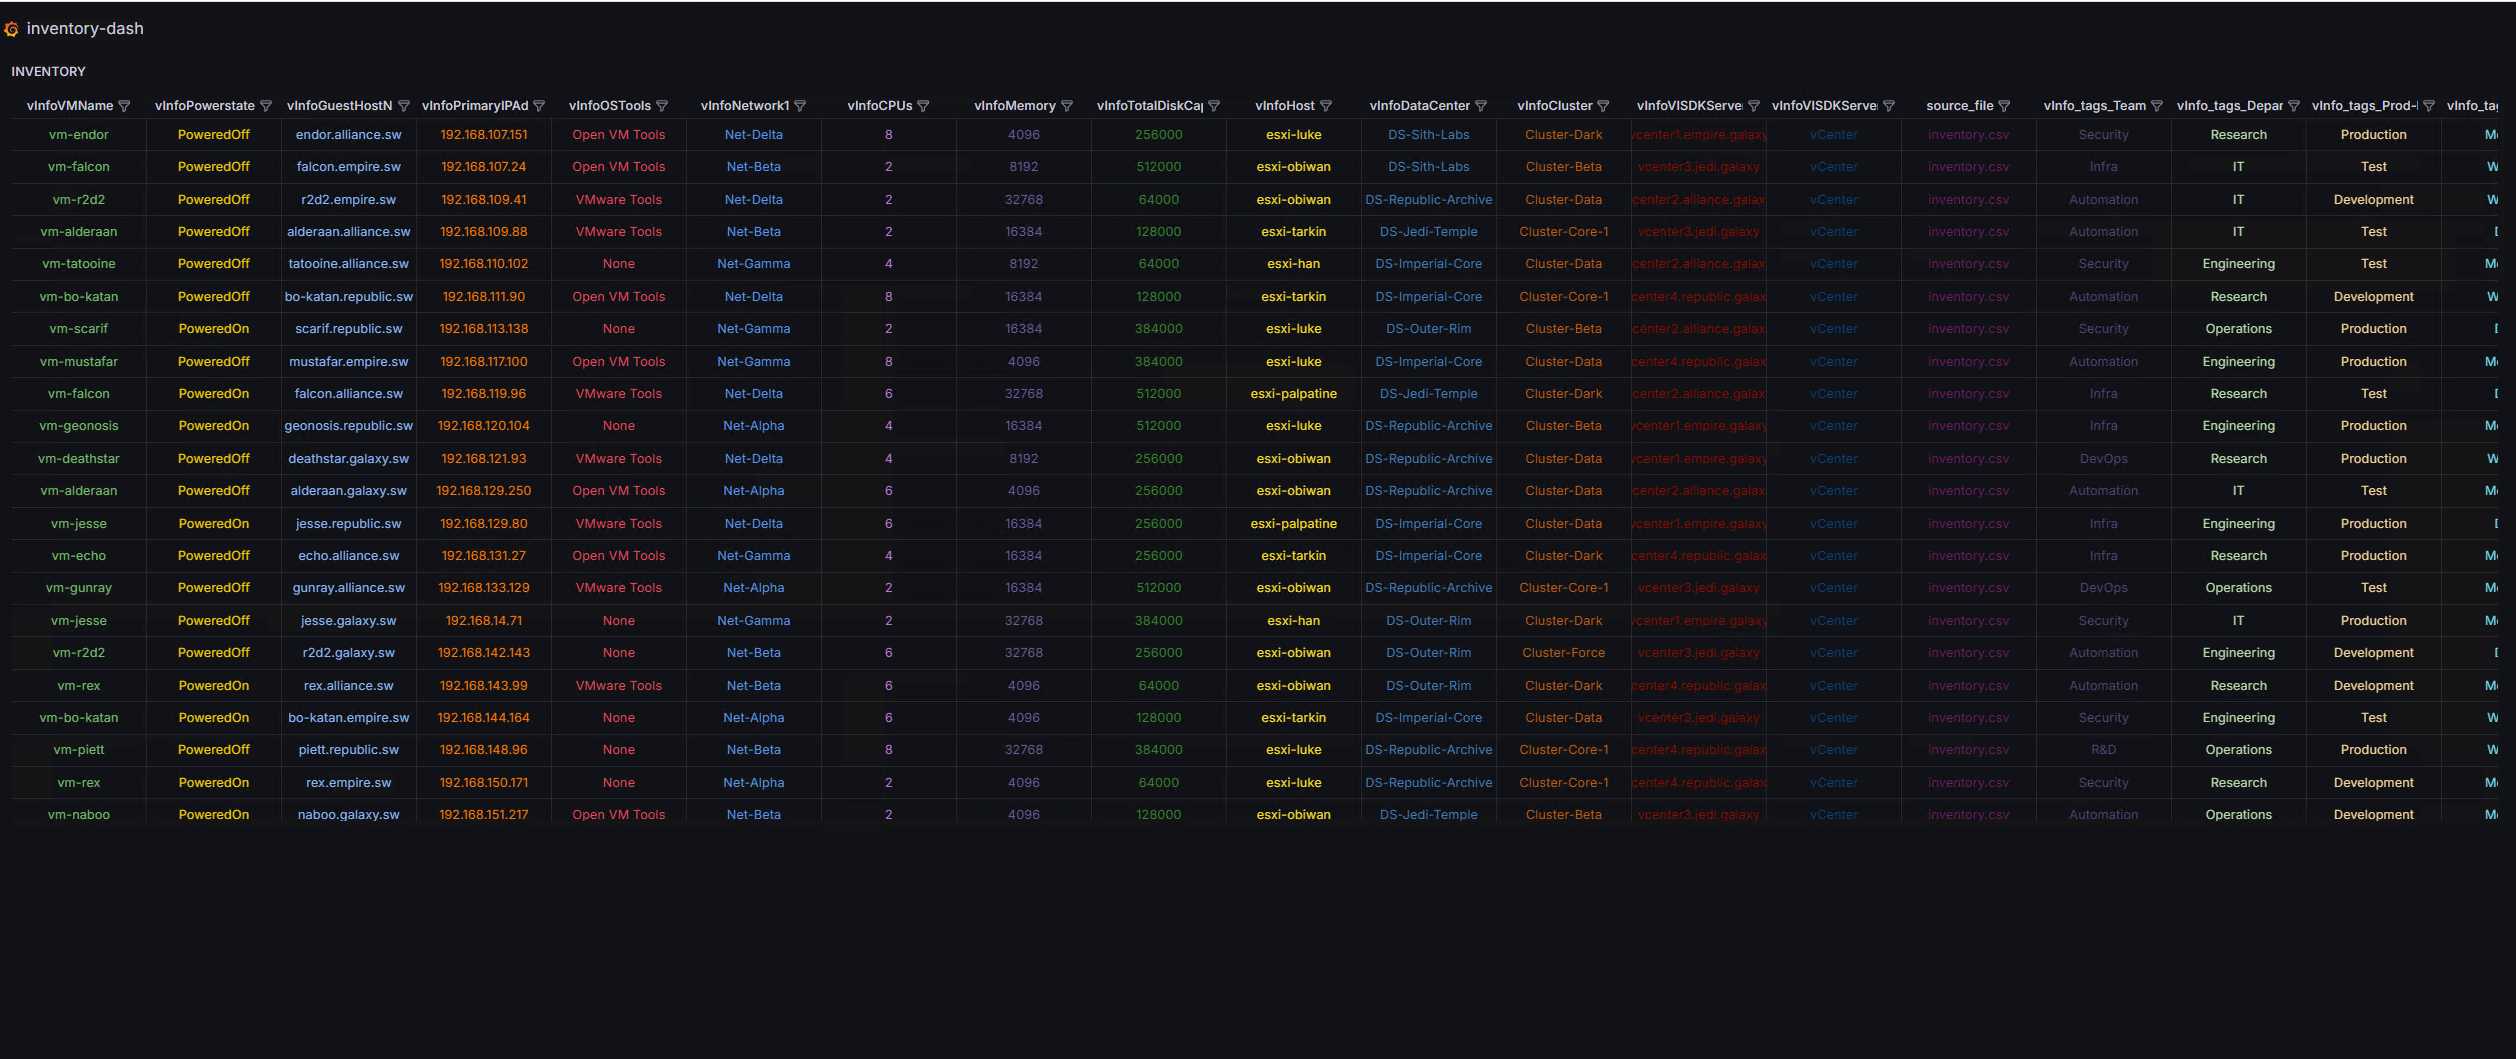 inventory-dash
INVENTORY
vInfoVMName vInfoPowerstate vInfoGuestHostN vInfoPrimaryIPAd vInfoOSTools vInfoNetwork1 vInfoCPUs vInfoMemory vInfoTotalDiskCa vInfoHost vInfoDataCenter vInfoCluster vInfoVISDKServe vInfoVISDKServe source_file vInfo_tags_Team vInfo_tags_Depar vInfo_tags_Prod- vInfo_ta
vm-endor PoweredOff endor.alliance.sw 192.168.107.151 Open VM Tools Net-Delta 8 4096 256000 esxi-luke DS-Sith-Labs Cluster-Dark vcenter1.empire.galaxy vCenter inventory.csv Security Research Production M
vm-falcon PoweredOff falcon.empire.sw 192.168.107.24 Open VM Tools Net-Beta 2 8192 512000 esxi-obiwan DS-Sith-Labs Cluster-Beta vcenter3.jedi.galaxy vCenter inventory.csv Infra IT Test W
vm-r2d2 PoweredOff r2d2.empire.sw 192.168.109.41 VMware Tools Net-Delta 2 32768 64000 esxi-obiwan DS-Republic-Archive Cluster-Data center2.alliance.galax vCenter inventory.csv Automation IT Development W
vm-alderaan PoweredOff alderaan.alliance.sw 192.168.109.88 VMware Tools Net-Beta 2 16384 128000 esxi-tarkin DS-Jedi-Temple Cluster-Core-1 vcenter3.jedi.galaxy vCenter inventory.csv Automation IT Test
vm-tatooine PoweredOff tatooine.alliance.sw 192.168.110.102 None Net-Gamma 4 8192 64000 esxi-han DS-Imperial-Core Cluster-Data center2.alliance.galax vCenter inventory.csv Security Engineering Test M
vm-bo-katan PoweredOff bo-katan.republic.sw 192.168.111.90 Open VM Tools Net-Delta 8 16384 128000 esxi-tarkin DS-Imperial-Core Cluster-Core-1 center4.republic.galax vCenter inventory.csv Automation Research Development W
vm-scarif PoweredOn scarif.republic.sw 192.168.113.138 None Net-Gamma 2 16384 384000 esxi-luke DS-Outer-Rim Cluster-Beta center2.alliance.galax vCenter inventory.csv Security Operations Production
vm-mustafar PoweredOff mustafar.empire.sw 192.168.117.100 Open VM Tools Net-Gamma 8 4096 384000 esxi-luke DS-Imperial-Core Cluster-Data center4.republic.galax vCenter inventory.csv Automation Engineering Production M
vm-falcon PoweredOn falcon.alliance.sw 192.168.119.96 VMware Tools Net-Delta 6 32768 512000 esxi-palpatine DS-Jedi-Temple Cluster-Data center2.alliance.galax vCenter inventory.csv Infra Research Test
vm-geonosis PoweredOn geonosis.republic.sw 192.168.120.104 None Net-Alpha 4 16384 512000 esxi-luke DS-Republic-Archive Cluster-Beta vcenter1.empire.galaxy vCenter inventory.csv Infra Engineering Production M
vm-deathstar PoweredOff deathstar.galaxy.sw 192.168.121.93 VMware Tools Net-Delta 4 8192 256000 esxi-obiwan DS-Republic-Archive Cluster-Data vcenter1.empire.galaxy vCenter inventory.csv DevOps Research Production W
vm-alderaan PoweredOff alderaan.galaxy.sw 192.168.129.250 Open VM Tools Net-Alpha 6 4096 256000 esxi-obiwan DS-Republic-Archive Cluster-Data center2.alliance.galax vCenter inventory.csv Automation IT Test M
vm-jesse PoweredOn jesse.republic.sw 192.168.129.80 VMware Tools Net-Delta 6 16384 256000 esxi-palpatine DS-Imperial-Core Cluster-Data vcenter1.empire.galaxy vCenter inventory.csv Infra Engineering Production
vm-echo PoweredOff echo.alliance.sw 192.168.131.27 Open VM Tools Net-Gamma 4 16384 256000 esxi-tarkin DS-Imperial-Core Cluster-Dark center4.republic.galax vCenter inventory.csv Infra Research Production M
vm-gunray PoweredOff gunray.alliance.sw 192.168.133.129 VMware Tools Net-Alpha 2 16384 512000 esxi-obiwan DS-Republic-Archive Cluster-Core-1 vcenter3.jedi.galaxy vCenter inventory.csv DevOps Operations Test M
vm-jesse PoweredOff jesse.galaxy.sw 192.168.14.71 None Net-Gamma 2 32768 384000 esxi-han DS-Outer-Rim Cluster-Dark vcenter1.empire.galaxy vCenter inventory.csv Security IT Production M
vm-r2d2 PoweredOff r2d2.galaxy.sw 192.168.142.143 None Net-Beta 6 32768 256000 esxi-obiwan DS-Outer-Rim Cluster-Force vcenter3.jedi.galaxy vCenter inventory.csv Automation Engineering Development
vm-rex PoweredOn rex.alliance.sw 192.168.143.99 VMware Tools Net-Beta 6 4096 64000 esxi-obiwan DS-Outer-Rim Cluster-Dark center4.republic.galax vCenter inventory.csv Automation Research Development M
vm-bo-katan PoweredOn bo-katan.empire.sw 192.168.144.164 None Net-Alpha 6 4096 128000 esxi-tarkin DS-Imperial-Core Cluster-Data vcenter3.jedi.galaxy vCenter inventory.csv Security Engineering Test W
vm-piett PoweredOff piett.republic.sw 192.168.148.96 None Net-Beta 8 32768 384000 esxi-luke DS-Republic-Archive Cluster-Core-1 center4.republic.galax vCenter inventory.csv R&D Operations Production W
vm-rex PoweredOn rex.empire.sw 192.168.150.171 None Net-Alpha 2 4096 64000 esxi-luke DS-Republic-Archive Cluster-Core-1 center4.republic.galax vCenter inventory.csv Security Research Development M
vm-naboo PoweredOn naboo.galaxy.sw 192.168.151.217 Open VM Tools Net-Beta 2 4096 128000 esxi-obiwan DS-Jedi-Temple Cluster-Beta vcenter3.jedi.galaxy vCenter inventory.csv Automation Operations Development M